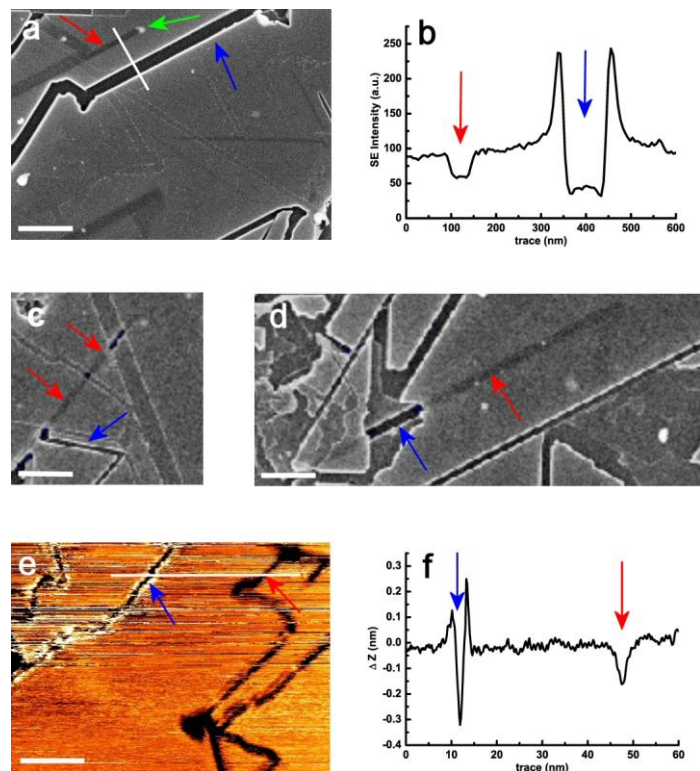 a
b
250
200
150
100
50
0
SE Intensity (a.u.)
0 100 200 300 400 500 600
trace (nm)
c
d
e
f
0.3
0.2
0.1
0.0
-0.1
-0.2
-0.3
-0.4
Δ Z (nm)
0 10 20 30 40 50 60
trace (nm)